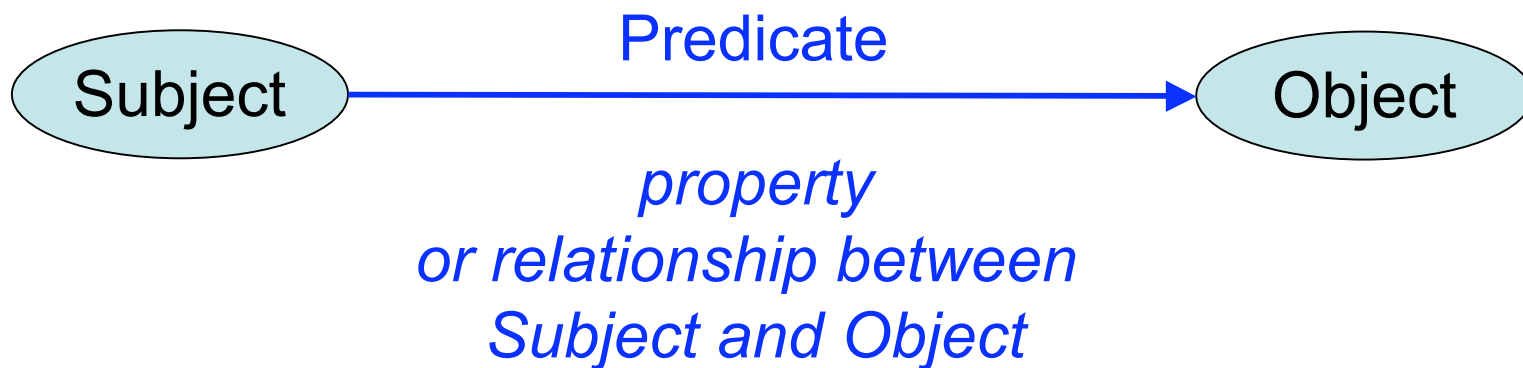 Predicate
Subject
Object
property
or relationship between
Subject and Object